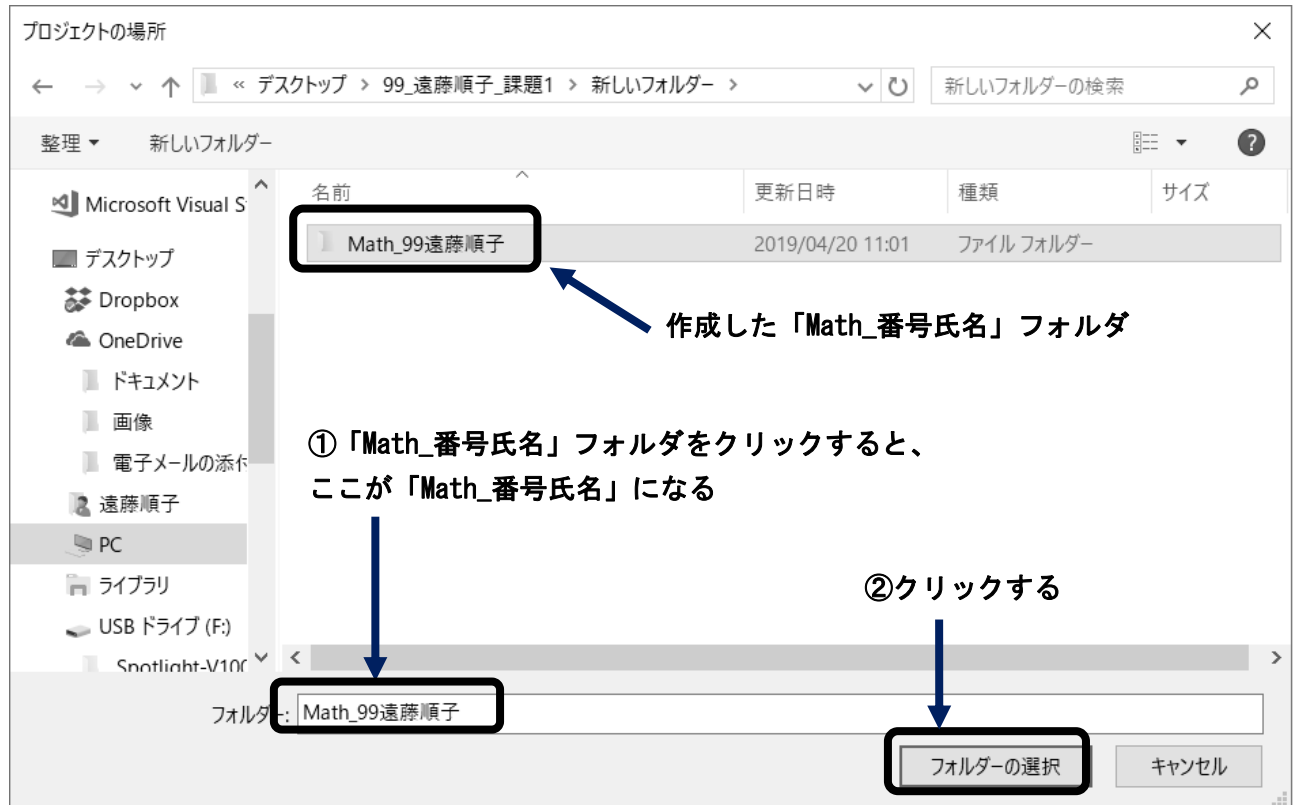 プロジェクトの場所
« デスクトップ > 99_遠藤順子_課題1 > 新しいフォルダー >
新しいフォルダーの検索
整理
新しいフォルダー
?
Microsoft Visual S
名前
更新日時
種類
サイズ
Math_99遠藤順子
2019/04/20 11:01
ファイル フォルダー
デスクトップ
Dropbox
作成した「Math_番号氏名」フォルダ
OneDrive
ドキュメント
画像
①「Math_番号氏名」フォルダをクリックすると、
電子メールの添付
ここが「Math_番号氏名」になる
遠藤順子
PC
ライブラリ
②クリックする
USB ドライブ (F:)
Spotlight-V100
フォルダー:
Math_99遠藤順子
フォルダーの選択
キャンセル